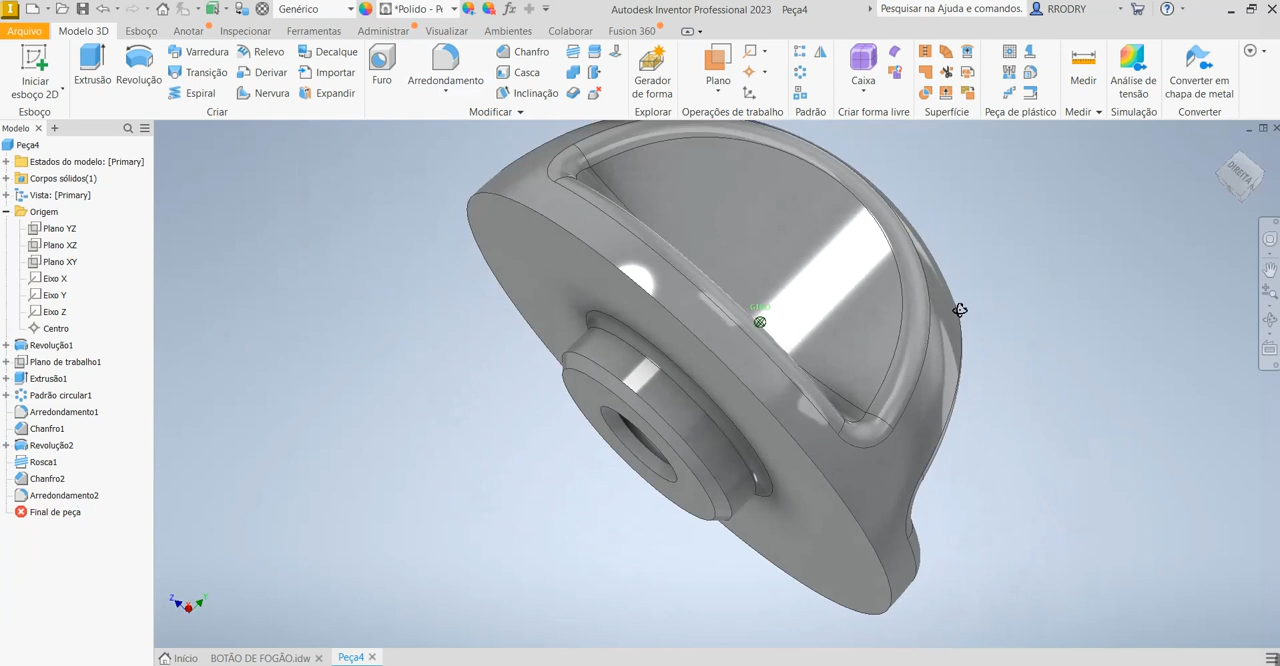 Genérico
*Polido - Pr
Autodesk Inventor Professional 2023 Peça4
Pesquisar na Ajuda e comandos.
RRODRY
Arquivo Modelo 3D Esboço Anotar Inspecionar Ferramentas Administrar Visualizar Ambientes Colaborar Fusion 360
Iniciar
esboço 2D
Esboço
Extrusão
Revolução
Varredura Relevo Decalque
Transição Derivar Importar
Espiral Nervura Expandir
Criar
Furo
Arredondamento
Chanfro
Casca
Inclinação
Modificar
Gerador
de forma
Explorar
Plano
Operações de trabalho
Padrão
Caixa
Criar forma livre
Superfície
Peça de plástico
Medir
Medir
Análise de
tensão
Simulação
Converter em
chapa de metal
Converter
Modelo
Peça4
Estados do modelo: [Primary]
Corpos sólidos(1)
Vista: [Primary]
Origem
Plano YZ
Plano XZ
Plano XY
Eixo X
Eixo Y
Eixo Z
Centro
Revolução1
Plano de trabalho1
Extrusão1
Padrão circular1
Arredondamento1
Chanfro1
Revolução2
Rosca1
Chanfro2
Arredondamento2
Final de peça
DIREITA
Z
Y
Início
BOTÃO DE FOGÃO.idw
Peça4